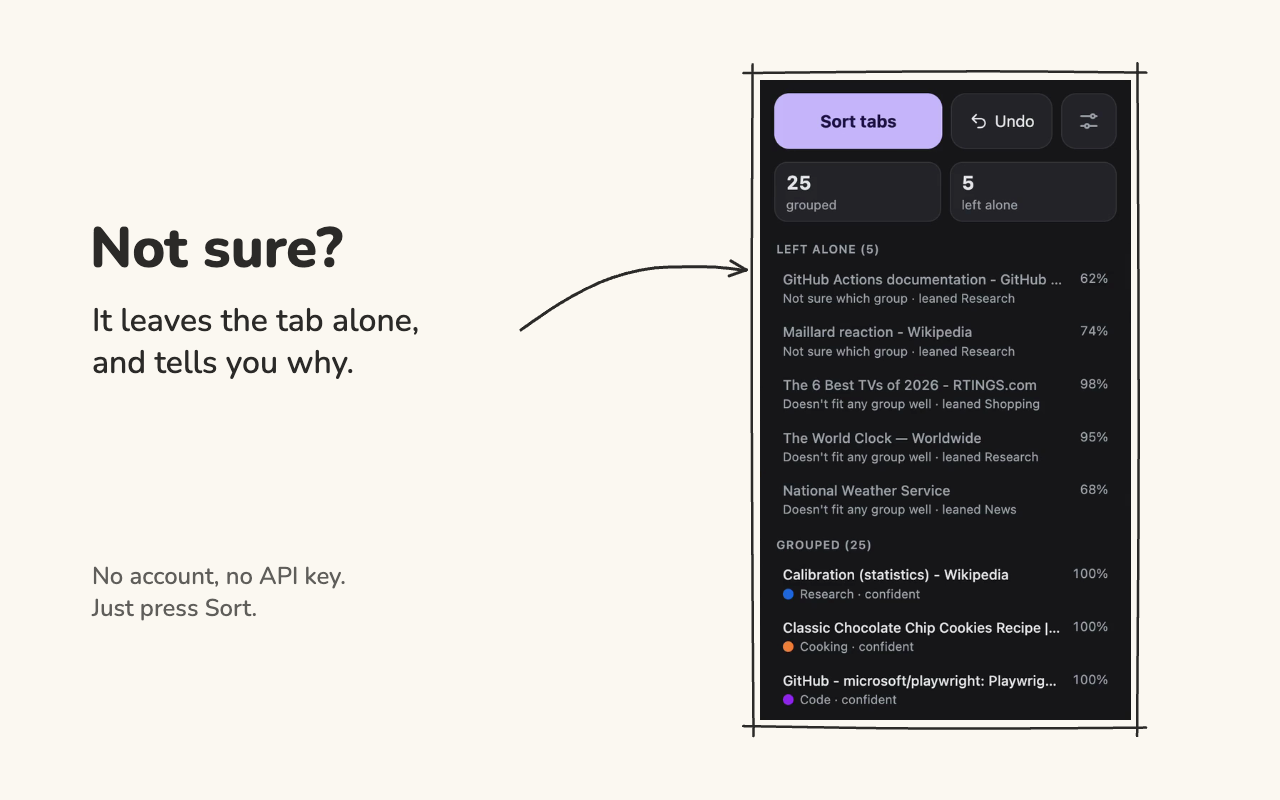 Not sure?
It leaves the tab alone,
and tells you why.
No account, no API key.
Just press Sort.
Sort tabs
Undo
25
grouped
5
left alone
LEFT ALONE (5)
GitHub Actions documentation - GitHub ...
62%
Not sure which group · leaned Research
Maillard reaction - Wikipedia
74%
Not sure which group · leaned Research
The 6 Best TVs of 2026 - RTINGS.com
98%
Doesn't fit any group well · leaned Shopping
The World Clock — Worldwide
95%
Doesn't fit any group well · leaned Research
National Weather Service
68%
Doesn't fit any group well · leaned News
GROUPED (25)
Calibration (statistics) - Wikipedia
100%
Research · confident
Classic Chocolate Chip Cookies Recipe |...
100%
Cooking · confident
GitHub - microsoft/playwright: Playwrig...
100%
Code · confident